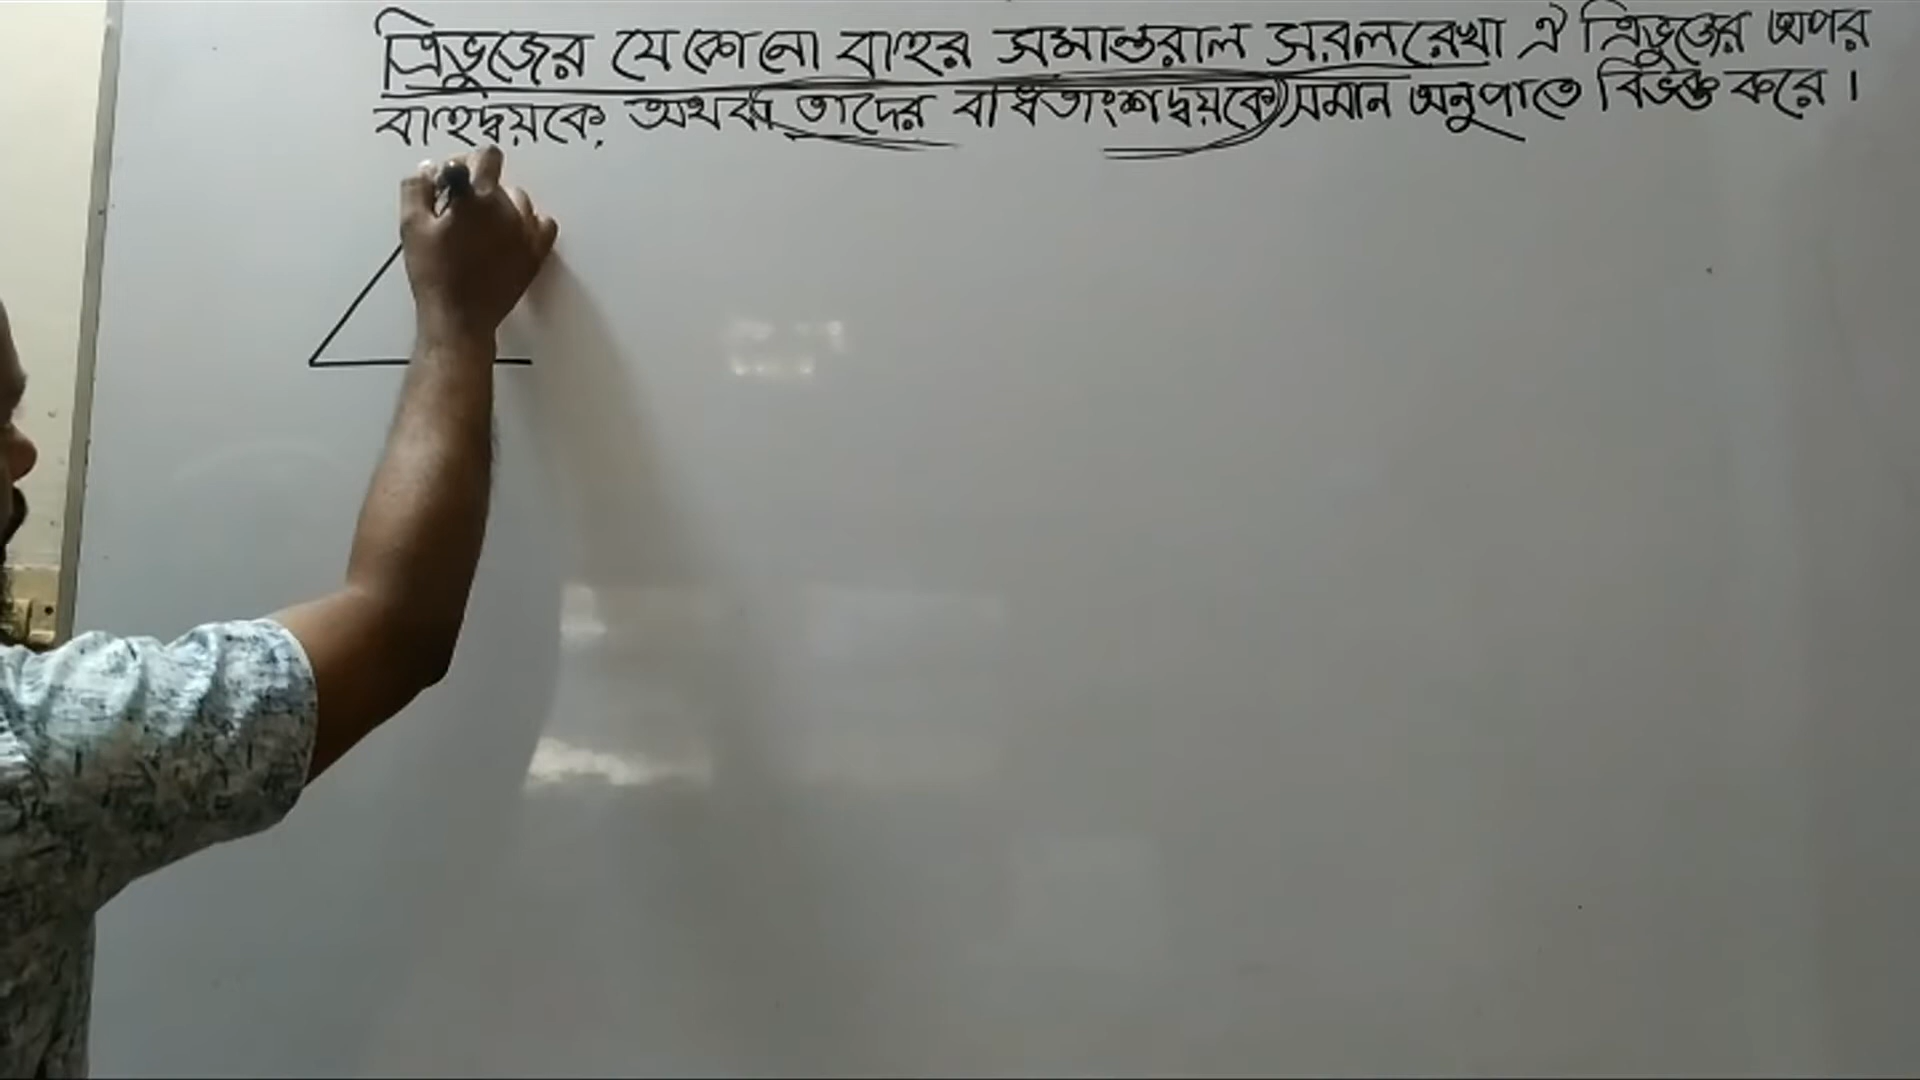 ত্রিভুজের যে কোনো বাহুর সমান্তরাল সরলরেখা ঐ ত্রিভুজের অপর
বাহুদ্বয়কে, অথবা তাদের বর্ধিতাংশদ্বয়কে সমান অনুপাতে বিভক্ত করে।